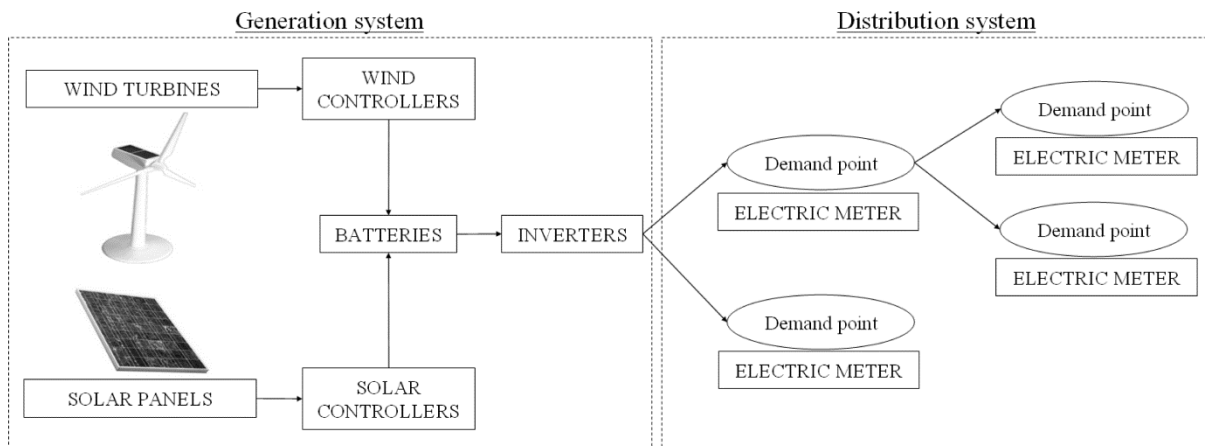 Generation system
Distribution system
WIND TURBINES
WIND
CONTROLLERS
BATTERIES
INVERTERS
SOLAR PANELS
SOLAR
CONTROLLERS
Demand point
ELECTRIC METER
Demand point
ELECTRIC METER
Demand point
ELECTRIC METER
Demand point
ELECTRIC METER